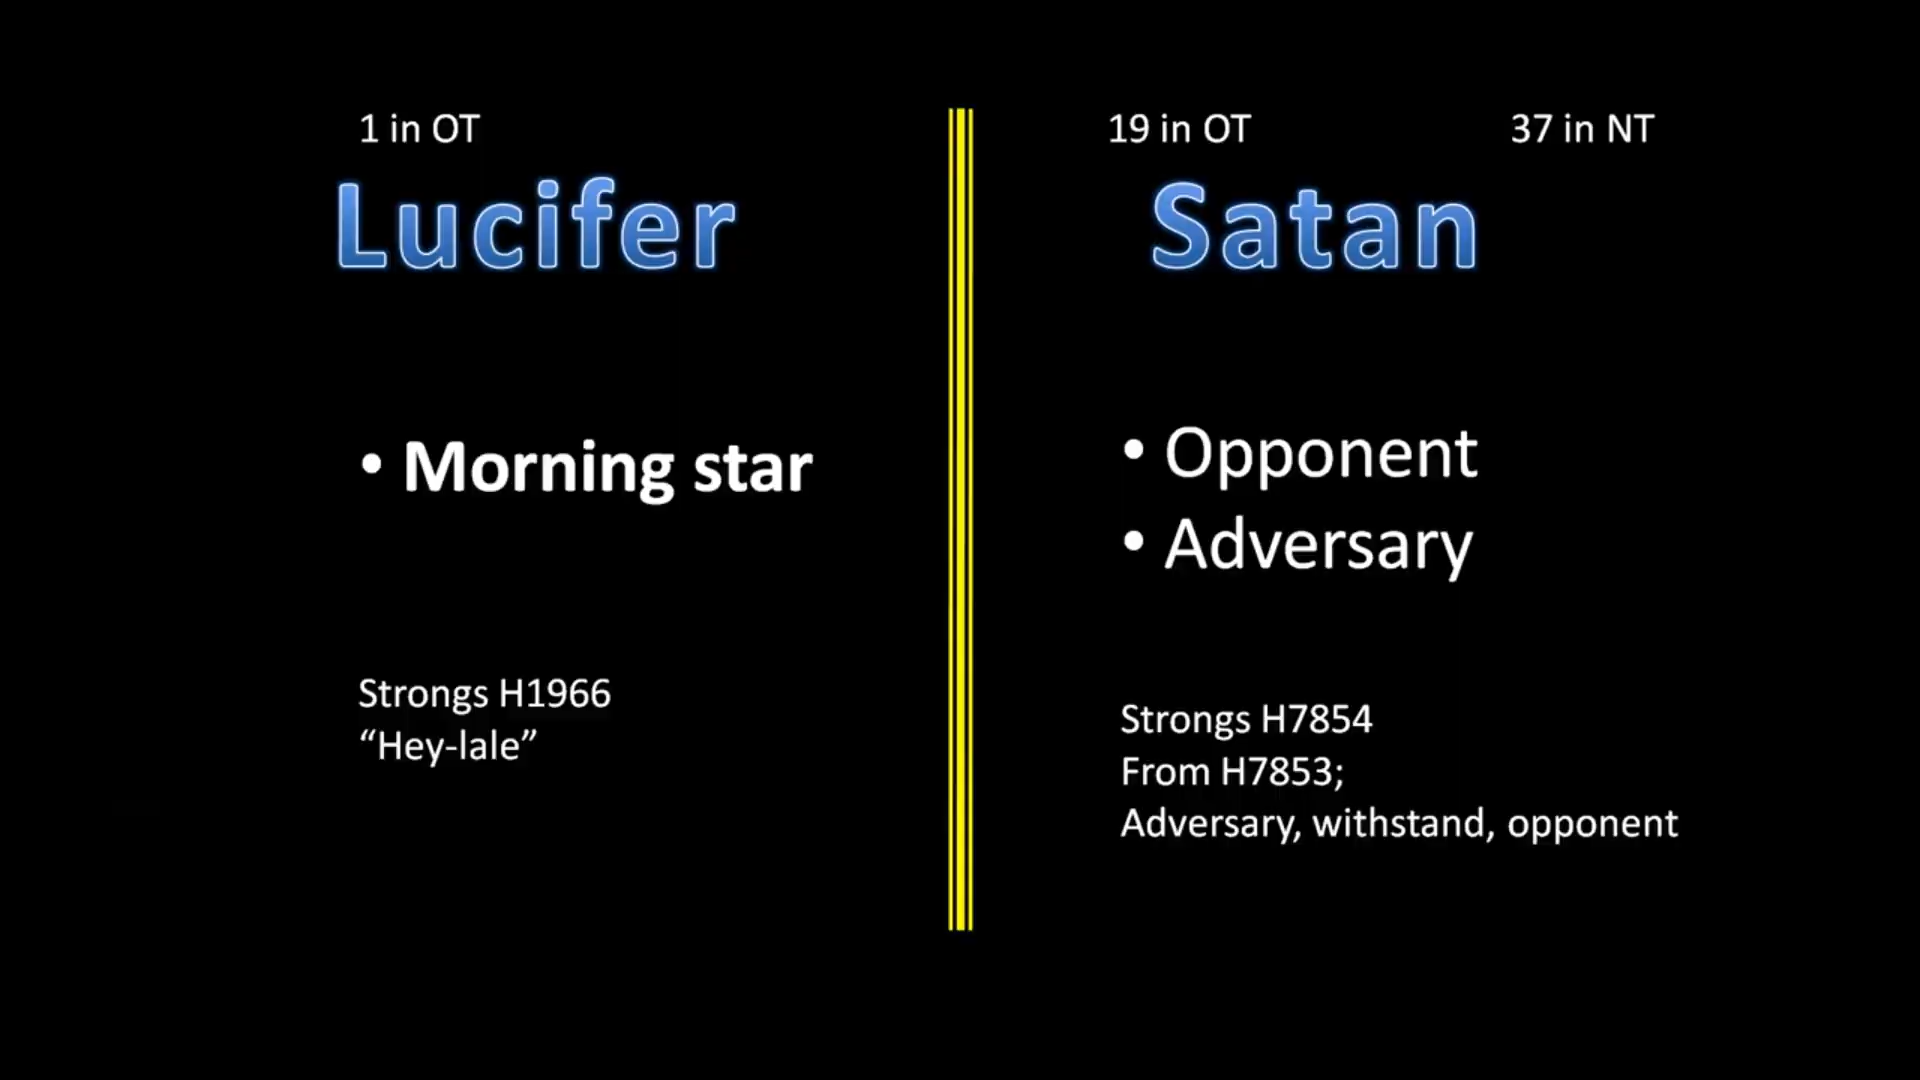 1 in OT
Lucifer
• Morning star
Strongs H1966
“Hey-lale”
19 in OT 37 in NT
Satan
• Opponent
• Adversary
Strongs H7854
From H7853;
Adversary, withstand, opponent